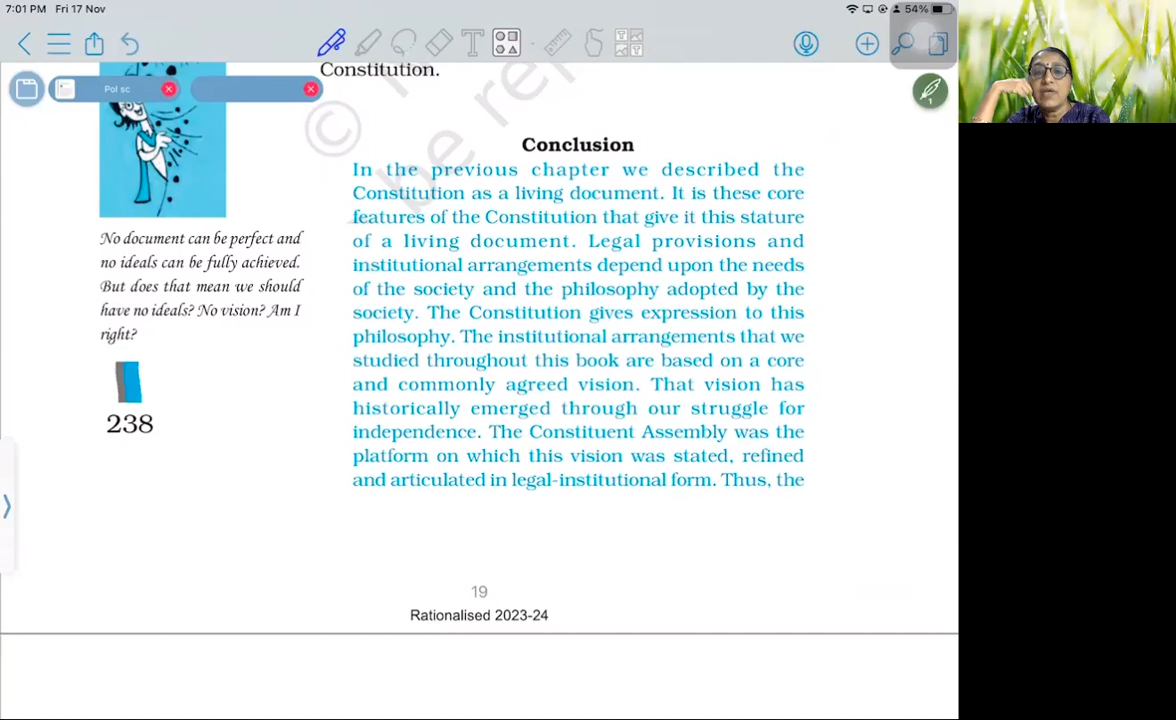 7:01 PM Fri 17 Nov
54%
Pol sc
Constitution.
1
Conclusion
In the previous chapter we described the
Constitution as a living document. It is these core
features of the Constitution that give it this stature
of a living document. Legal provisions and
institutional arrangements depend upon the needs
of the society and the philosophy adopted by the
society. The Constitution gives expression to this
philosophy. The institutional arrangements that we
studied throughout this book are based on a core
and commonly agreed vision. That vision has
historically emerged through our struggle for
independence. The Constituent Assembly was the
platform on which this vision was stated, refined
and articulated in legal-institutional form. Thus, the
No document can be perfect and
no ideals can be fully achieved.
But does that mean we should
have no ideals? No vision? Am I
right?
238
© 
be rep
19
Rationalised 2023-24